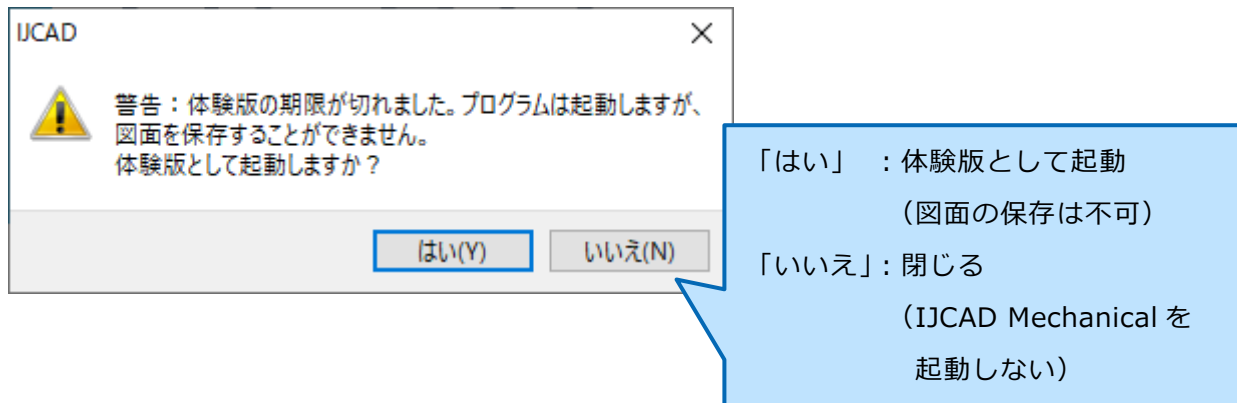 IJCAD
警告：体験版の期限が切れました。プログラムは起動しますが、
図面を保存することができません。
体験版として起動しますか？
はい(Y)
いいえ(N)
「はい」　：体験版として起動
（図面の保存は不可）
「いいえ」：閉じる
（IJCAD Mechanical を
起動しない）